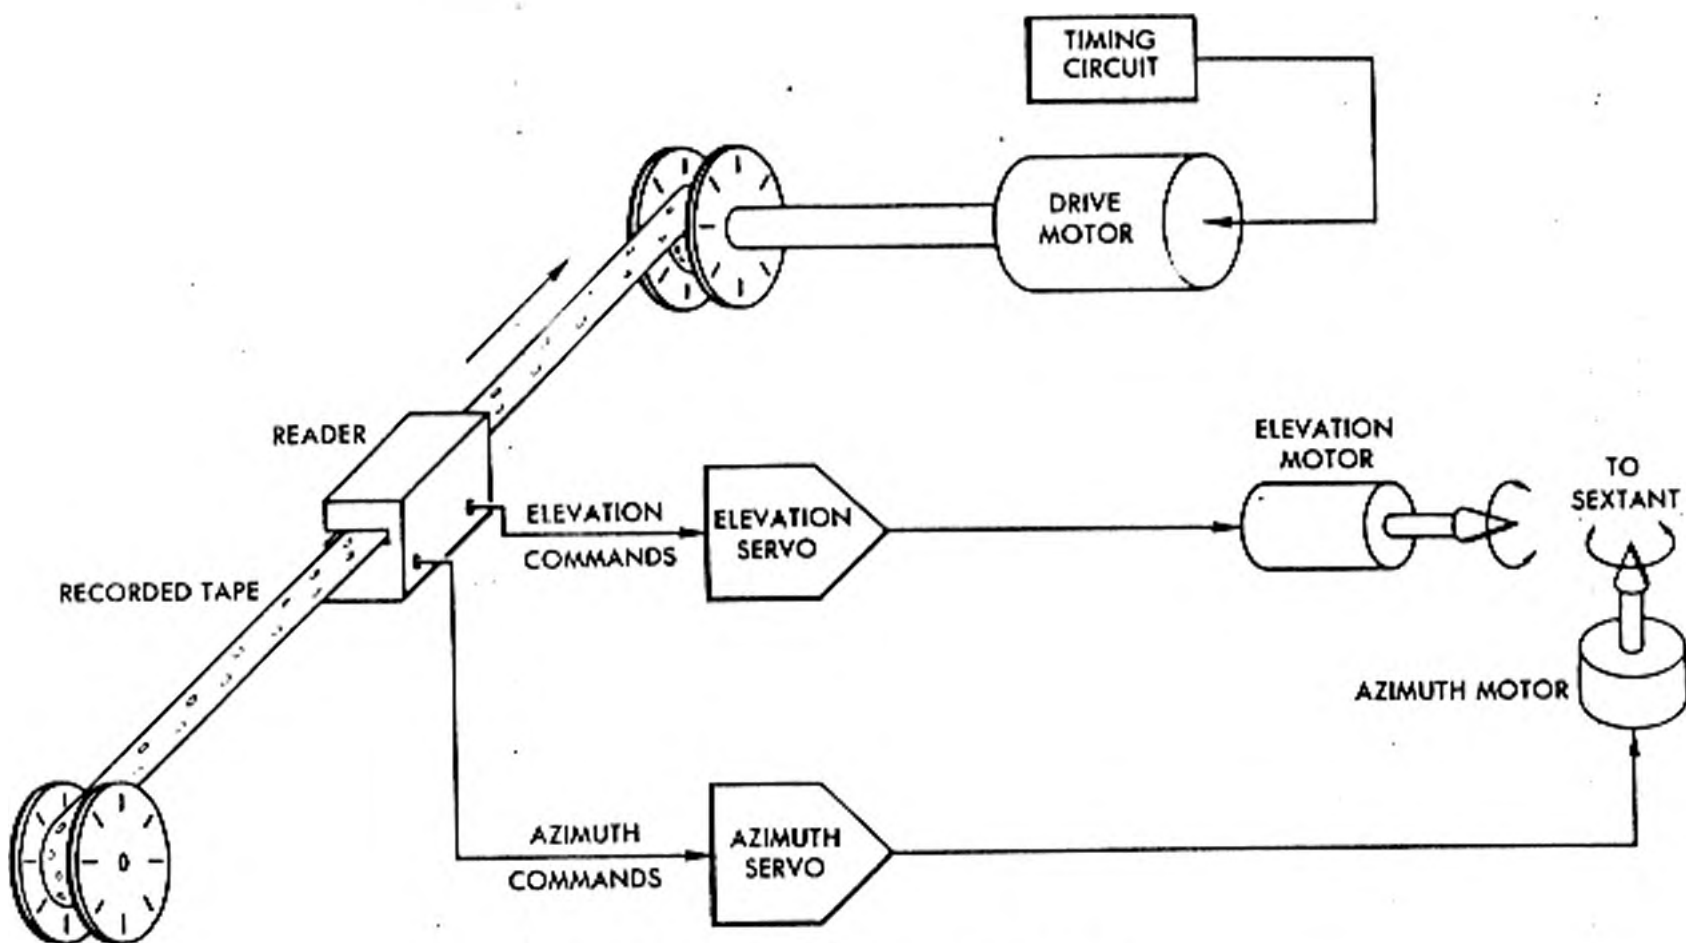 TIMING
CIRCUIT
DRIVE
MOTOR
READER
ELEVATION
MOTOR
TO
SEXTANT
ELEVATION
COMMANDS
ELEVATION
SERVO
RECORDED TAPE
AZIMUTH MOTOR
AZIMUTH
COMMANDS
AZIMUTH
SERVO